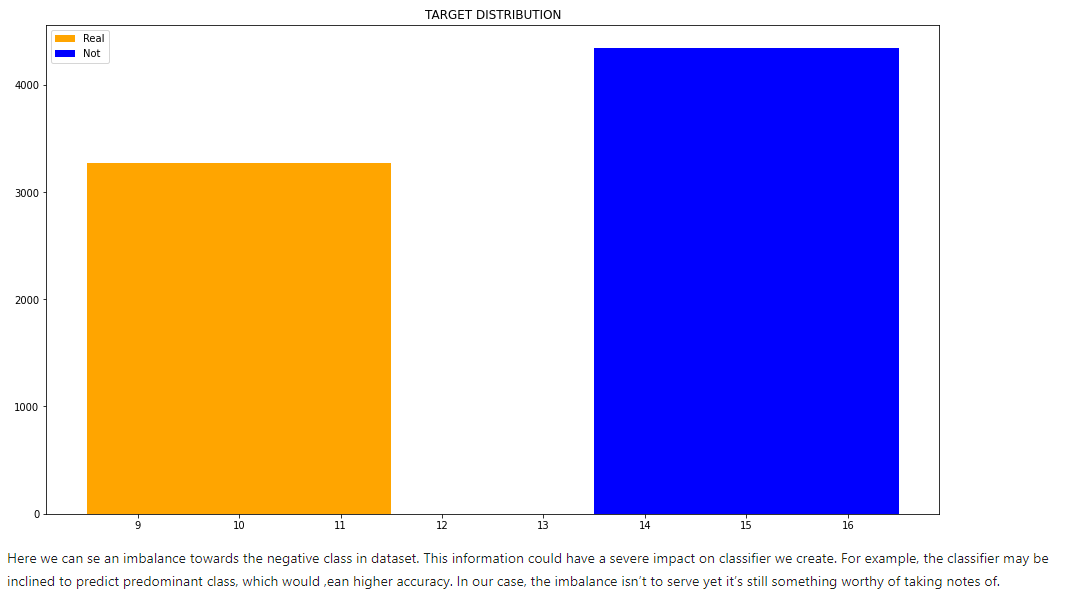 TARGET DISTRIBUTION
Real
Not
4000
3000
2000
1000
0
9 10 11 12 13 14 15 16
Here we can se an imbalance towards the negative class in dataset. This information could have a severe impact on classifier we create. For example, the classifier may be
inclined to predict predominant class, which would ,ean higher accuracy. In our case, the imbalance isn't to serve yet it's still something worthy of taking notes of.